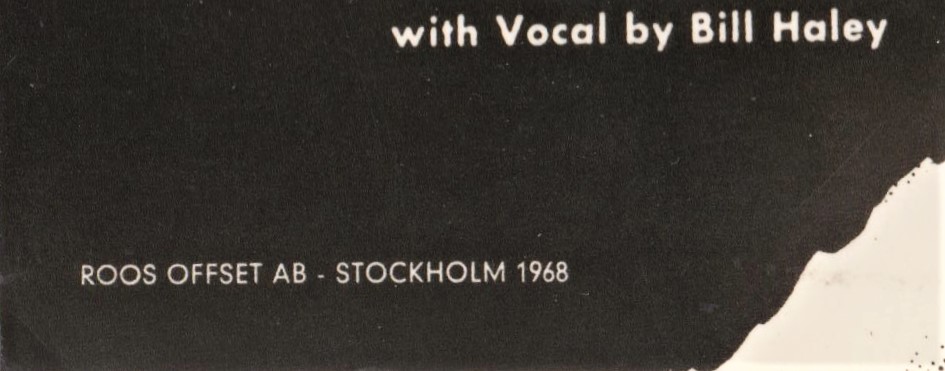 with Vocal by Bill Haley
ROOS OFFSET AB - STOCKHOLM 1968